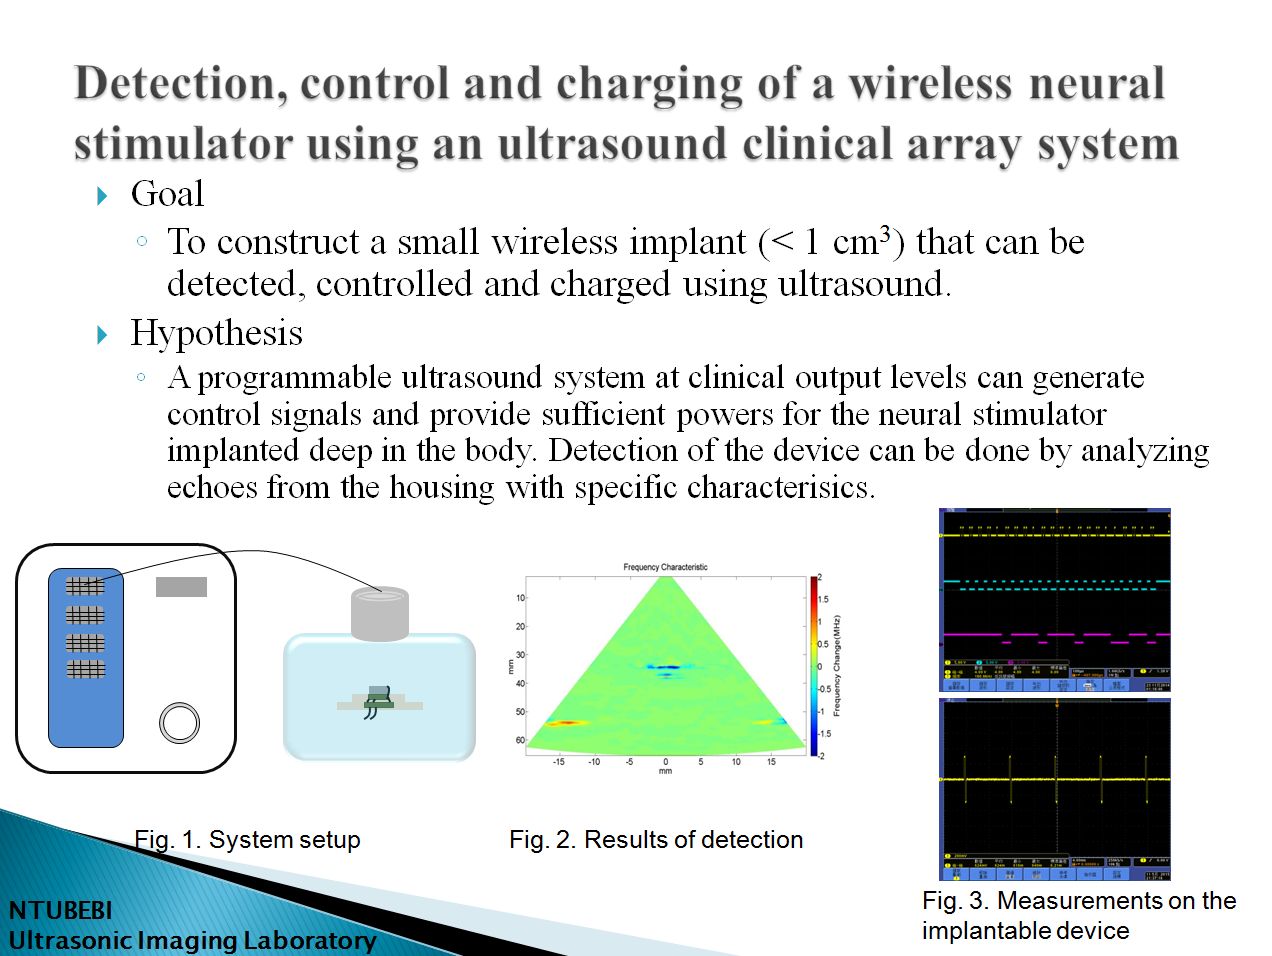 Detection, control and charging of a wireless neural
stimulator using an ultrasound clinical array system
Goal
To construct a small wireless implant (< 1 cm³) that can be
detected, controlled and charged using ultrasound.
Hypothesis
A programmable ultrasound system at clinical output levels can generate
control signals and provide sufficient powers for the neural stimulator
implanted deep in the body. Detection of the device can be done by analyzing
echoes from the housing with specific characterisics.
Frequency Characteristic
10
20
30
40
50
60
mm
-15
-10
-5
0
5
10
15
mm
2
1.5
1
0.5
0
-0.5
-1
-1.5
-2
Frequency Change(MHz)
Fig. 1. System setup
Fig. 2. Results of detection
Fig. 3. Measurements on the
implantable device
NTUBEBI
Ultrasonic Imaging Laboratory